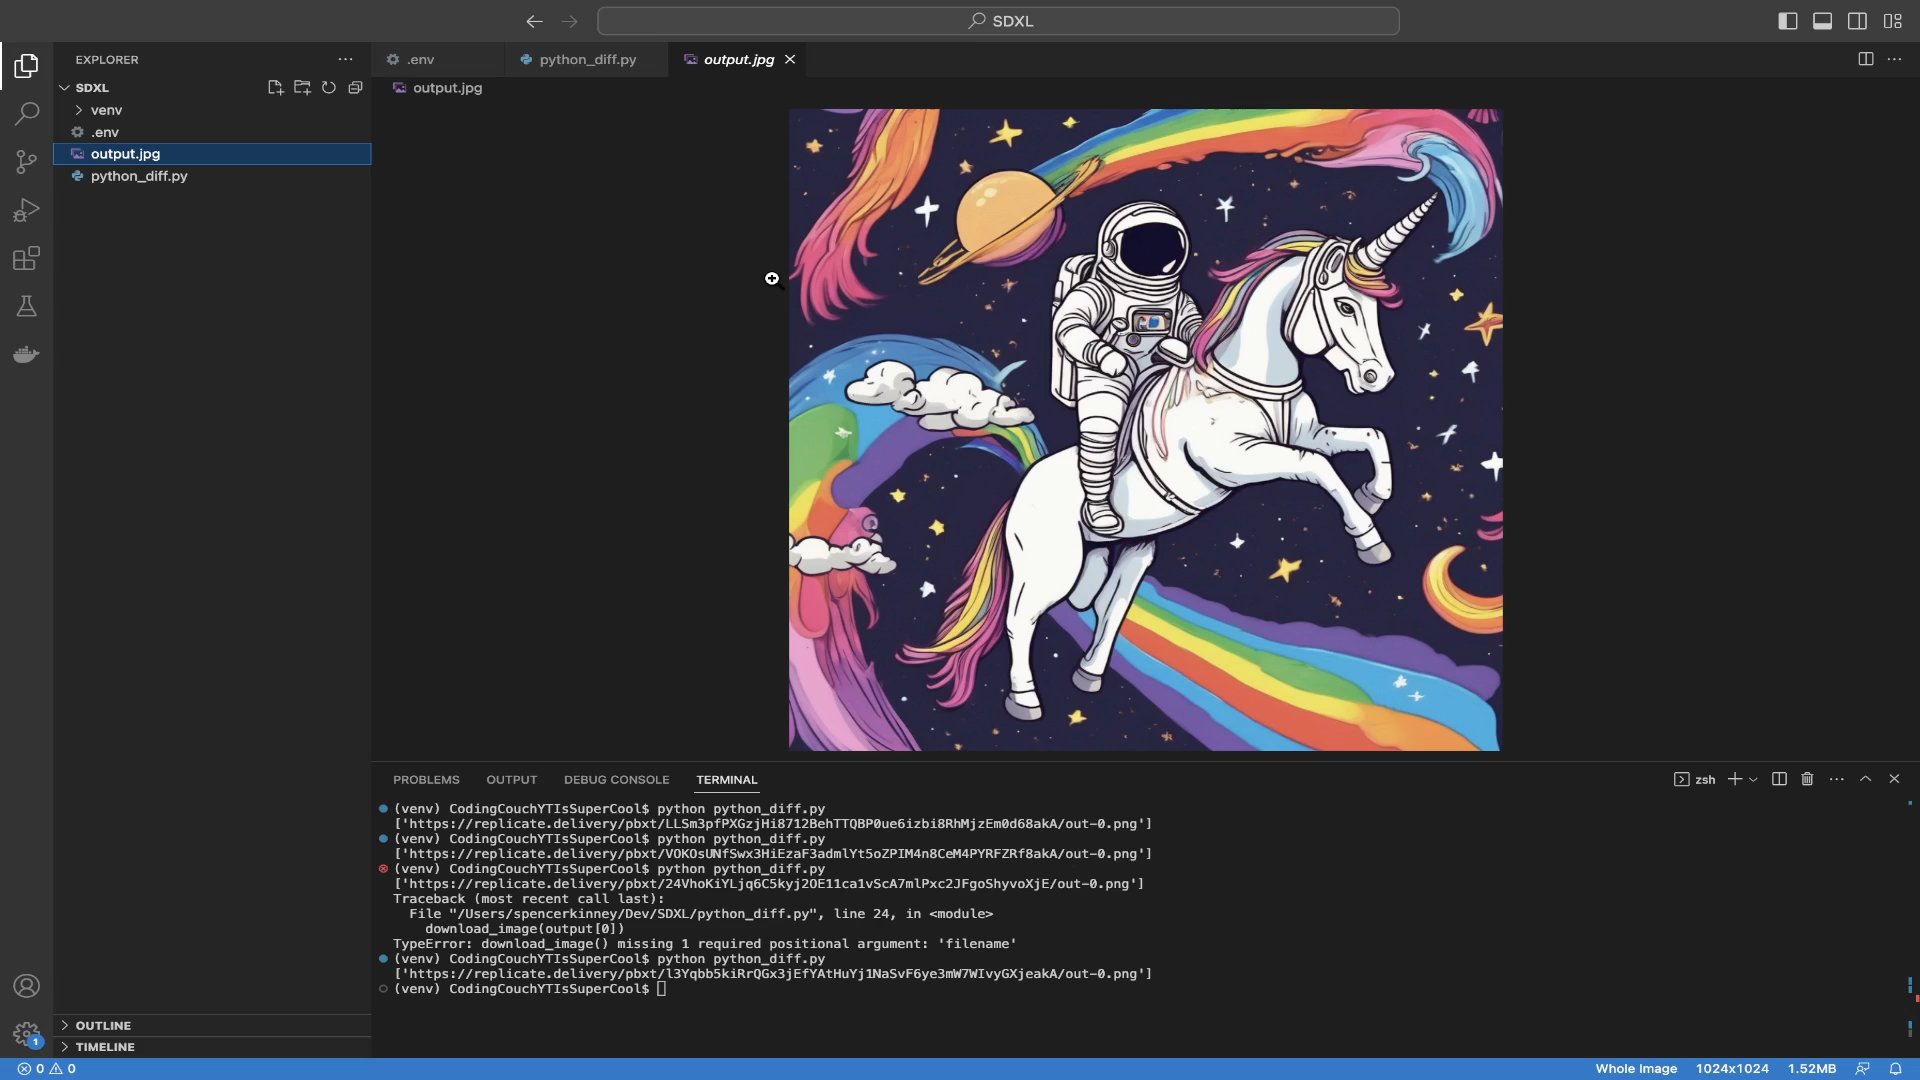 SDXL
EXPLORER
.env
python_diff.py
output.jpg
SDXL
output.jpg
venv
.env
output.jpg
python_diff.py
PROBLEMS
OUTPUT
DEBUG CONSOLE
TERMINAL
zsh
(venv) CodingCouchYTIsSuperCool$ python python_diff.py
['https://replicate.delivery/pbxt/LLSm3pfPXGzjHi8712BehTTQBP0ue6izbi8RhMjzEm0d68akA/out-0.png']
(venv) CodingCouchYTIsSuperCool$ python python_diff.py
['https://replicate.delivery/pbxt/VOKOsUNfSwx3HiEzaF3admlYt5oZPIM4n8CeM4PYRFZRf8akA/out-0.png']
(venv) CodingCouchYTIsSuperCool$ python python_diff.py
['https://replicate.delivery/pbxt/24VhoKiYLjq6C5kyj2OE11ca1vScA7mlPxc2JFgoShyvoXjE/out-0.png']
Traceback (most recent call last):
File "/Users/spencerkinney/Dev/SDXL/python_diff.py", line 24, in <module>
download_image(output[0])
TypeError: download_image() missing 1 required positional argument: 'filename'
(venv) CodingCouchYTIsSuperCool$ python python_diff.py
['https://replicate.delivery/pbxt/l3Yqbb5kiRrQGx3jEfYAtHuYj1NaSvF6ye3mW7WIvyGXjeakA/out-0.png']
(venv) CodingCouchYTIsSuperCool$
OUTLINE
TIMELINE
1
0 0
Whole Image
1024x1024
1.52MB